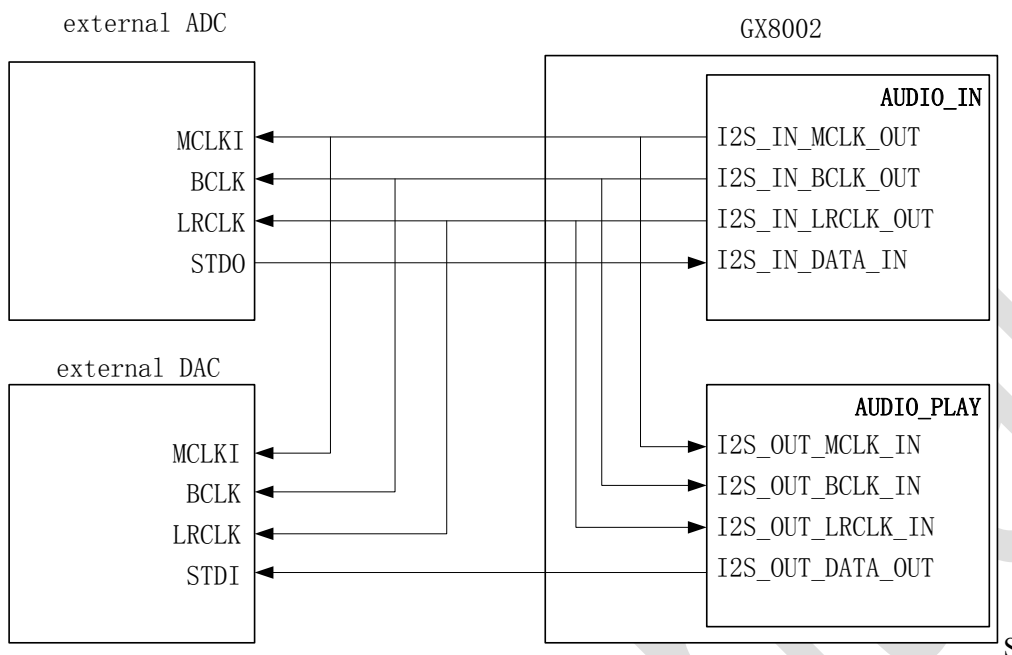 external ADC
MCLKI
BCLK
LRCLK
STDO
GX8002
AUDIO_IN
I2S_IN_MCLK_OUT
I2S_IN_BCLK_OUT
I2S_IN_LRCLK_OUT
I2S_IN_DATA_IN
external DAC
MCLKI
BCLK
LRCLK
STDI
AUDIO_PLAY
I2S_OUT_MCLK_IN
I2S_OUT_BCLK_IN
I2S_OUT_LRCLK_IN
I2S_OUT_DATA_OUT